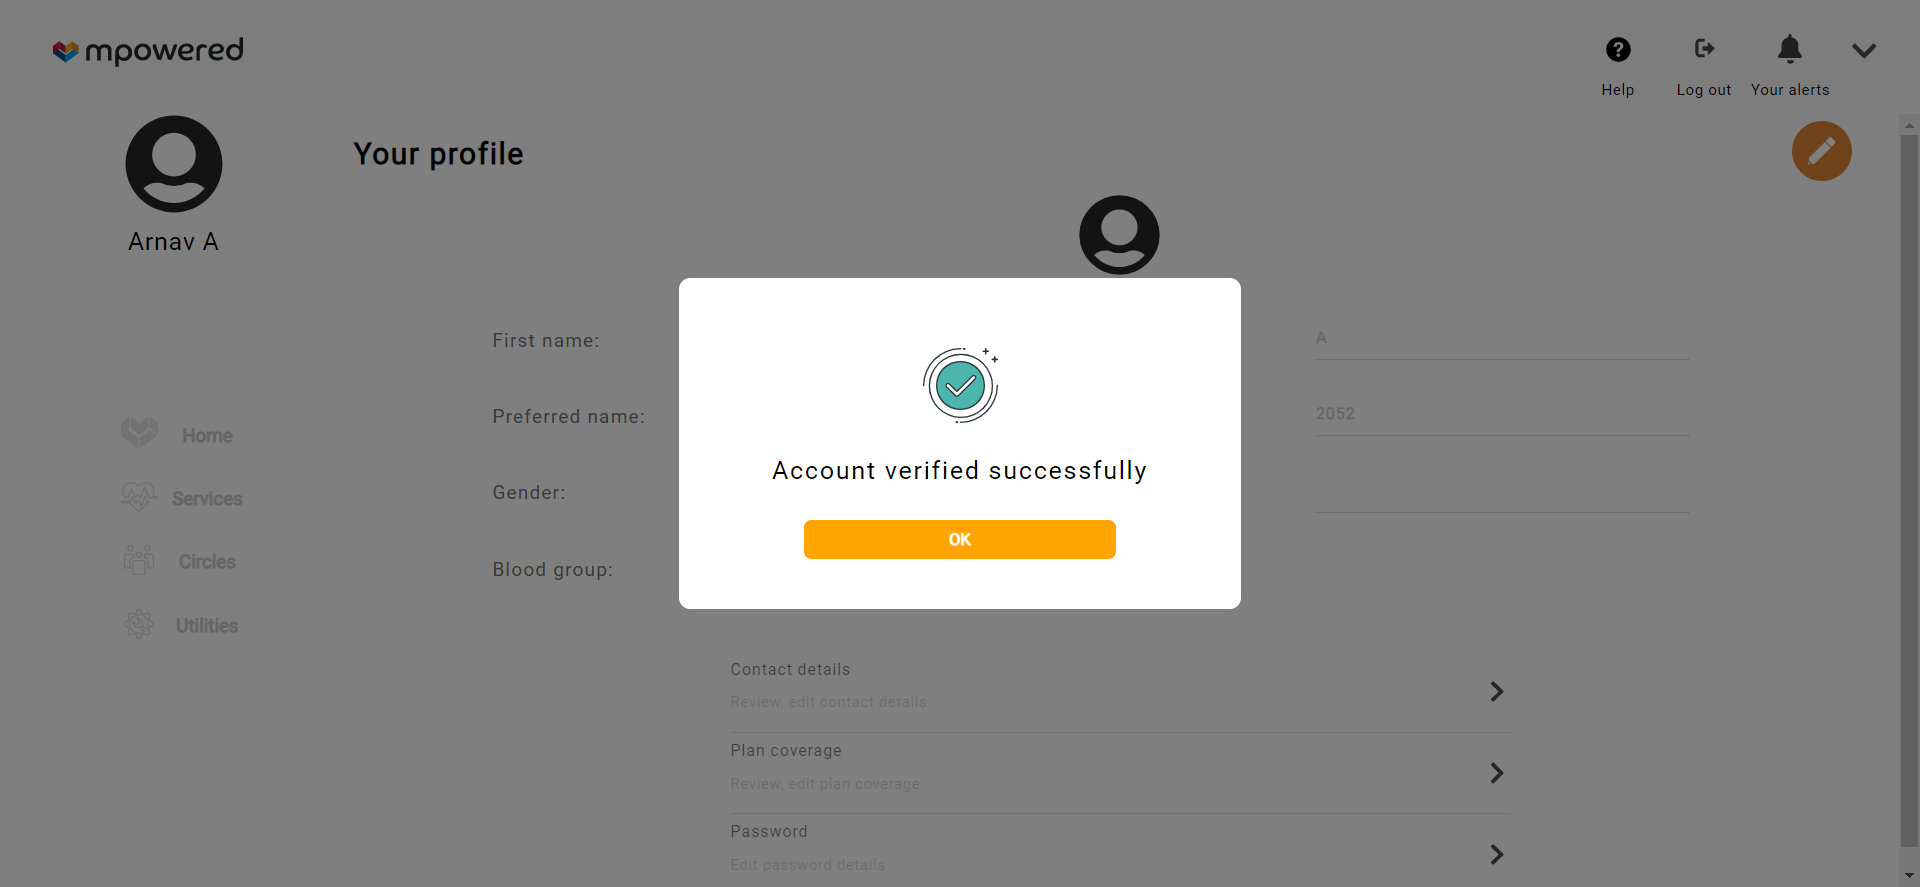 mpowered
Help
Log out
Your alerts
Arnav A
Your profile
First name:
A
Preferred name:
2052
Gender:
Blood group:
Home
Services
Circles
Utilities
Account verified successfully
OK
Contact details
Review, edit contact details
Plan coverage
Review, edit plan coverage
Password
Edit password details